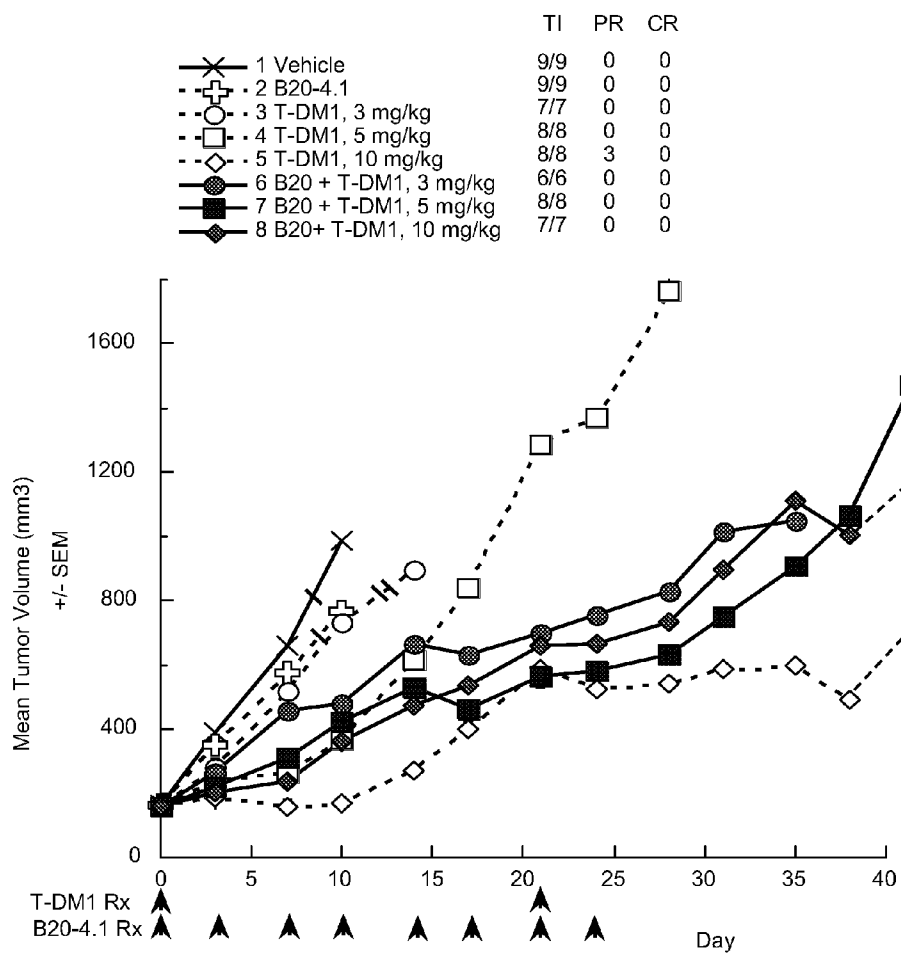 TI PR CR
1 Vehicle 9/9 0 0
2 B20-4.1 9/9 0 0
3 T-DM1, 3 mg/kg 7/7 0 0
4 T-DM1, 5 mg/kg 8/8 0 0
5 T-DM1, 10 mg/kg 8/8 3 0
6 B20 + T-DM1, 3 mg/kg 6/6 0 0
7 B20 + T-DM1, 5 mg/kg 8/8 0 0
8 B20+ T-DM1, 10 mg/kg 7/7 0 0
Mean Tumor Volume (mm3)
+/- SEM
1600
1200
800
400
0
0 5 10 15 20 25 30 35 40
T-DM1 Rx
B20-4.1 Rx
Day